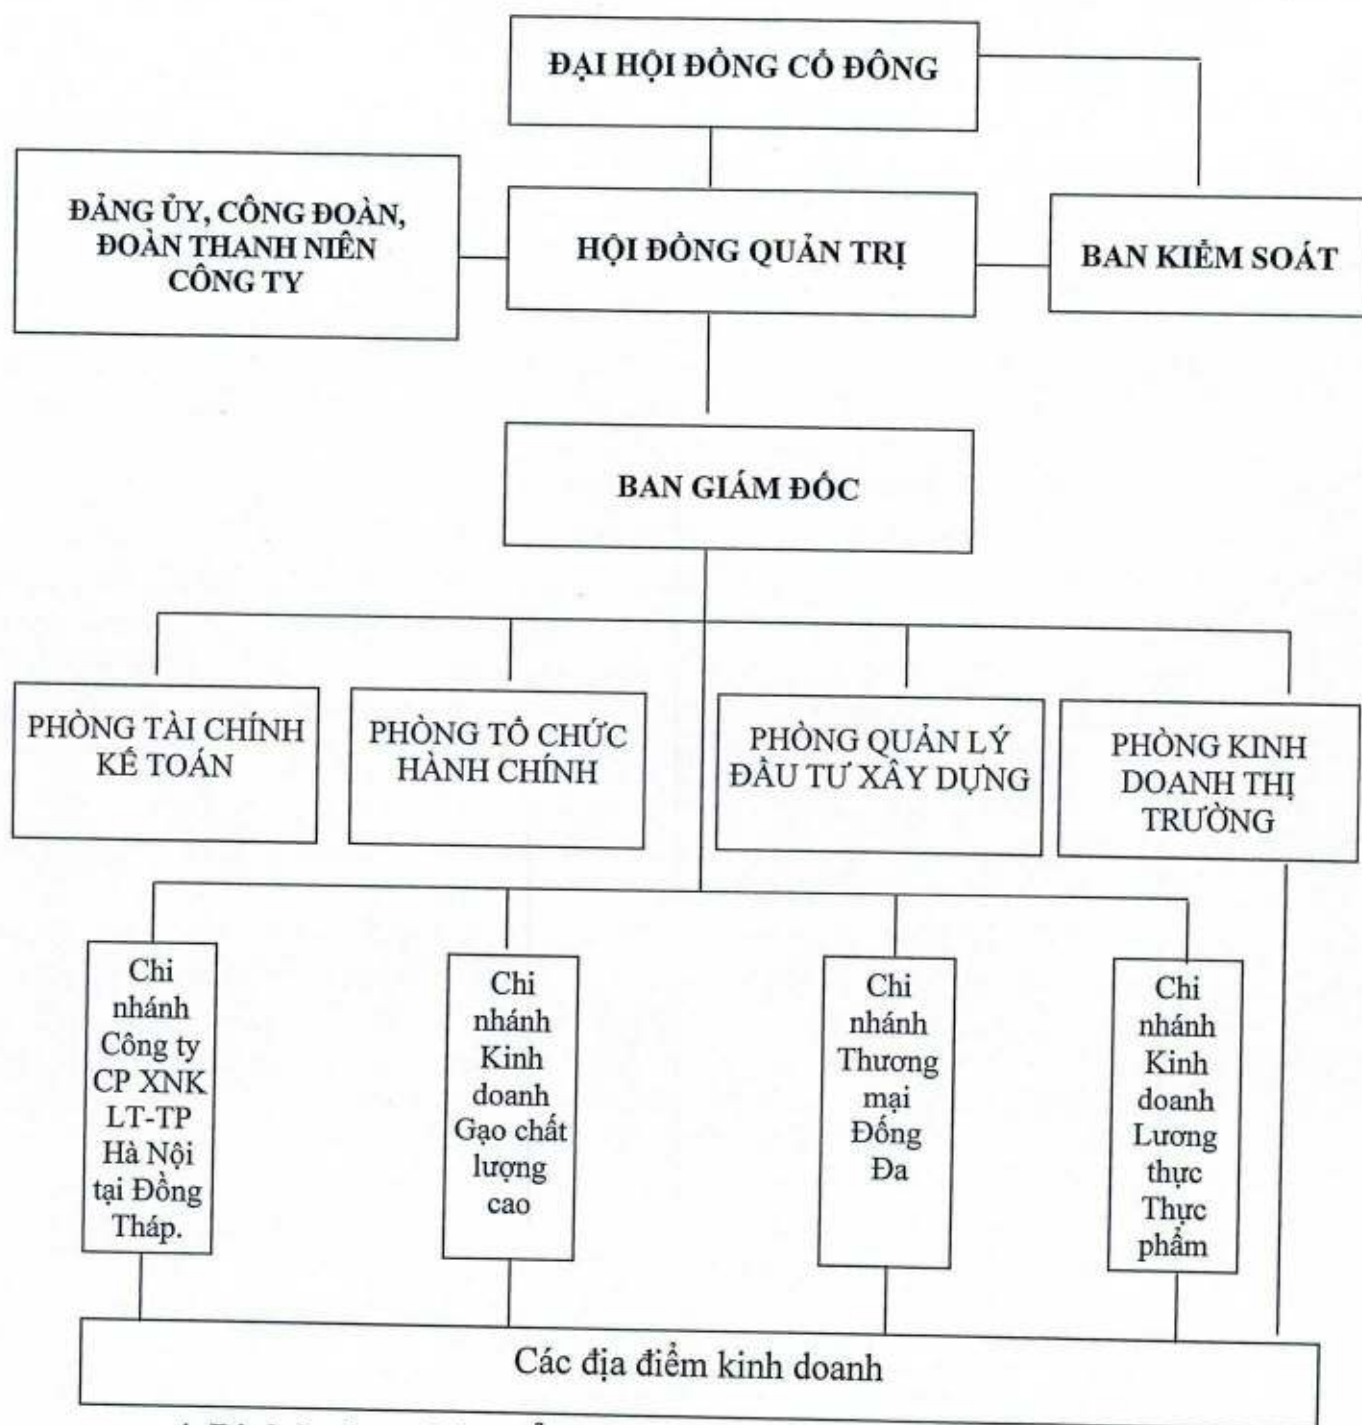 ĐẠI HỘI ĐỒNG CỔ ĐÔNG
ĐẢNG ỦY, CÔNG ĐOÀN,
ĐOÀN THANH NIÊN
CÔNG TY
HỘI ĐỒNG QUẢN TRỊ
BAN KIỂM SOÁT
BAN GIÁM ĐỐC
PHÒNG TÀI CHÍNH
KẾ TOÁN
PHÒNG TỔ CHỨC
HÀNH CHÍNH
PHÒNG QUẢN LÝ
ĐẦU TƯ XÂY DỰNG
PHÒNG KINH
DOANH THỊ
TRƯỜNG
Chi
nhánh
Công ty
CP XNK
LT-TP
Hà Nội
tại Đồng
Tháp.
Chi
nhánh
Kinh
doanh
Gạo chất
lượng
cao
Chi
nhánh
Thương
mại
Đống
Đa
Chi
nhánh
Kinh
doanh
Lương
thực
Thực
phẩm
Các địa điểm kinh doanh